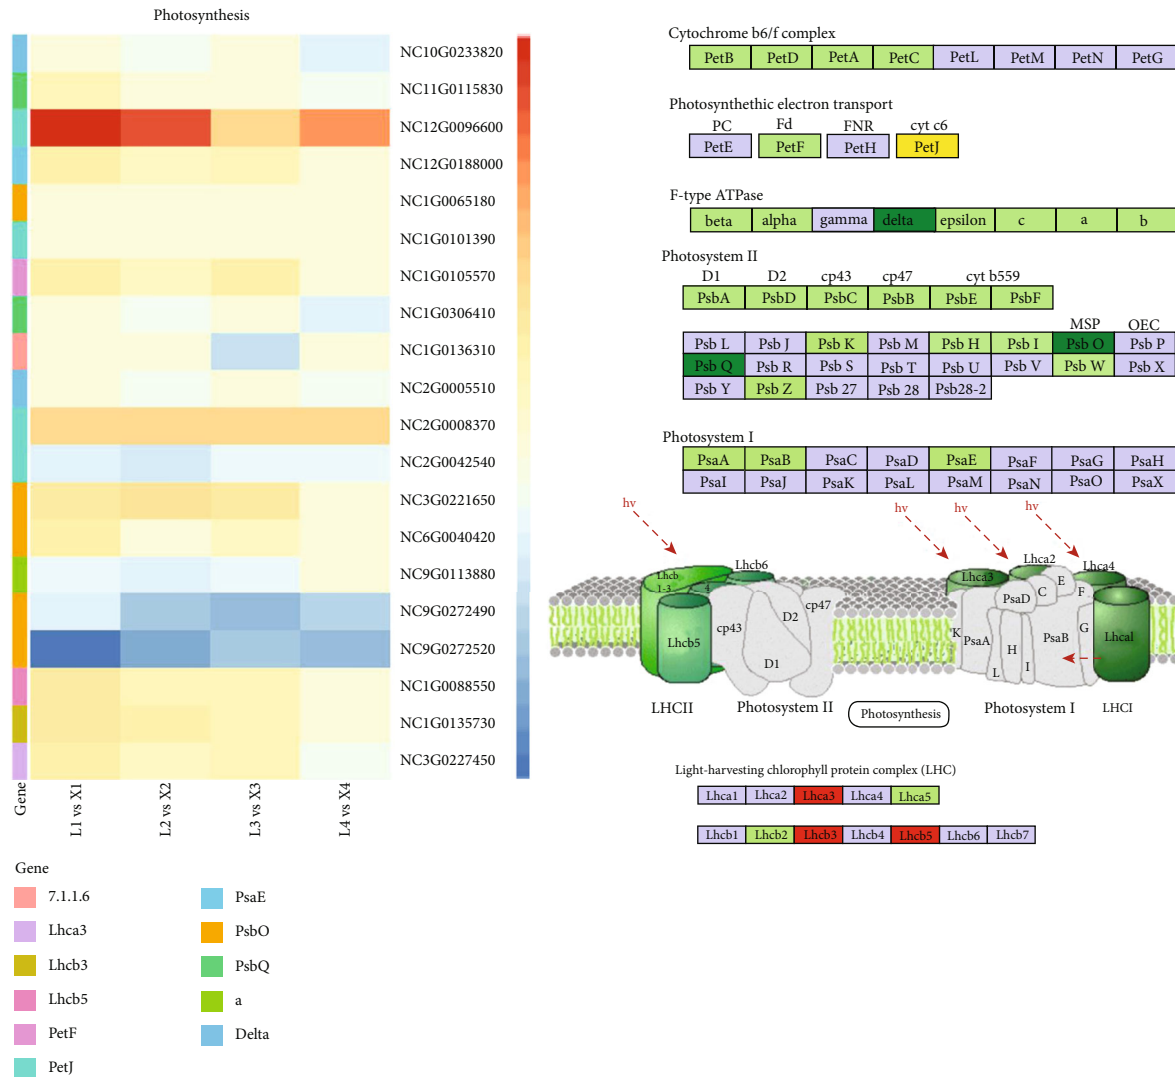 Photosynthesis
NC10G0233820
NC11G0115830
NC12G0096600
NC12G0188000
NC1G0065180
NC1G0101390
NC1G0105570
NC1G0306410
NC1G0136310
NC2G0005510
NC2G0008370
NC2G0042540
NC3G0221650
NC6G0040420
NC9G0113880
NC9G0272490
NC9G0272520
NC1G0088550
NC1G0135730
NC3G0227450
Gene
L1 vs X1
L2 vs X2
L3 vs X3
L4 vs X4
Gene
7.1.1.6
Lhca3
Lhcb3
Lhcb5
PetF
PetJ
PsaE
PsbO
PsbQ
a
Delta
Cytochrome b6/f complex
PetB PetD PetA PetC PetL PetM PetN PetG
Photosynthethic electron transport
PC Fd FNR cyt c6
PetE PetF PetH PetJ
F-type ATPase
beta alpha gamma delta epsilon c a b
Photosystem II
D1 D2 cp43 cp47 cyt b559
PsbA PsbD PsbC PsbB PsbE PsbF
MSP OEC
Psb L Psb J Psb K Psb M Psb H Psb I Psb O Psb P
Psb Q Psb R Psb S Psb T Psb U Psb V Psb W Psb X
Psb Y Psb Z Psb 27 Psb 28 Psb28-2
Photosystem I
PsaA PsaB PsaC PsaD PsaE PsaF PsaG PsaH
PsaI PsaJ PsaK PsaL PsaM PsaN PsaO PsaX
hv hv hv hv
Lhcb 1-3
4
Lhcb6
Lhcb5
cp43
cp47
D2
D1
Lhca3
Lhca2
Lhca4
Lhcal
PsaD
C
E
F
K
PsaA
H
L
I
PsaB
G
LHCII
Photosystem II
Photosynthesis
Photosystem I
LHCI
Light-harvesting chlorophyll protein complex (LHC)
Lhca1 Lhca2 Lhca3 Lhca4 Lhca5
Lhcb1 Lhcb2 Lhcb3 Lhcb4 Lhcb5 Lhcb6 Lhcb7